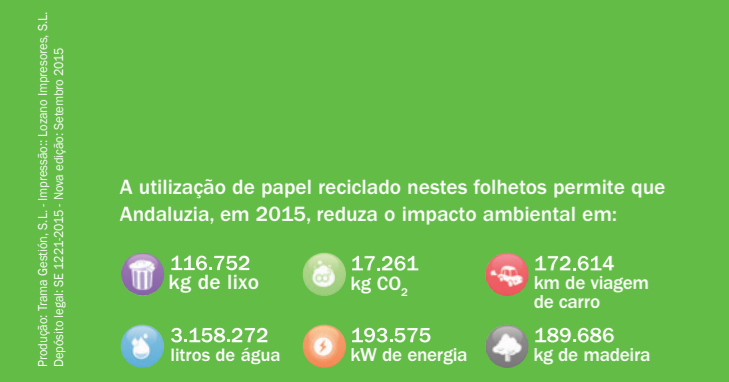 Produção: Trama Gestión, S.L. - Impressão:: Lozano Impresores, S.L.
Depósito legal: SE 1221-2015 - Nova edição: Setembro 2015
A utilização de papel reciclado nestes folhetos permite que
Andaluzia, em 2015, reduza o impacto ambiental em:
116.752
kg de lixo
17.261
kg CO₂
172.614
km de viagem
de carro
3.158.272
litros de água
193.575
kW de energia
189.686
kg de madeira